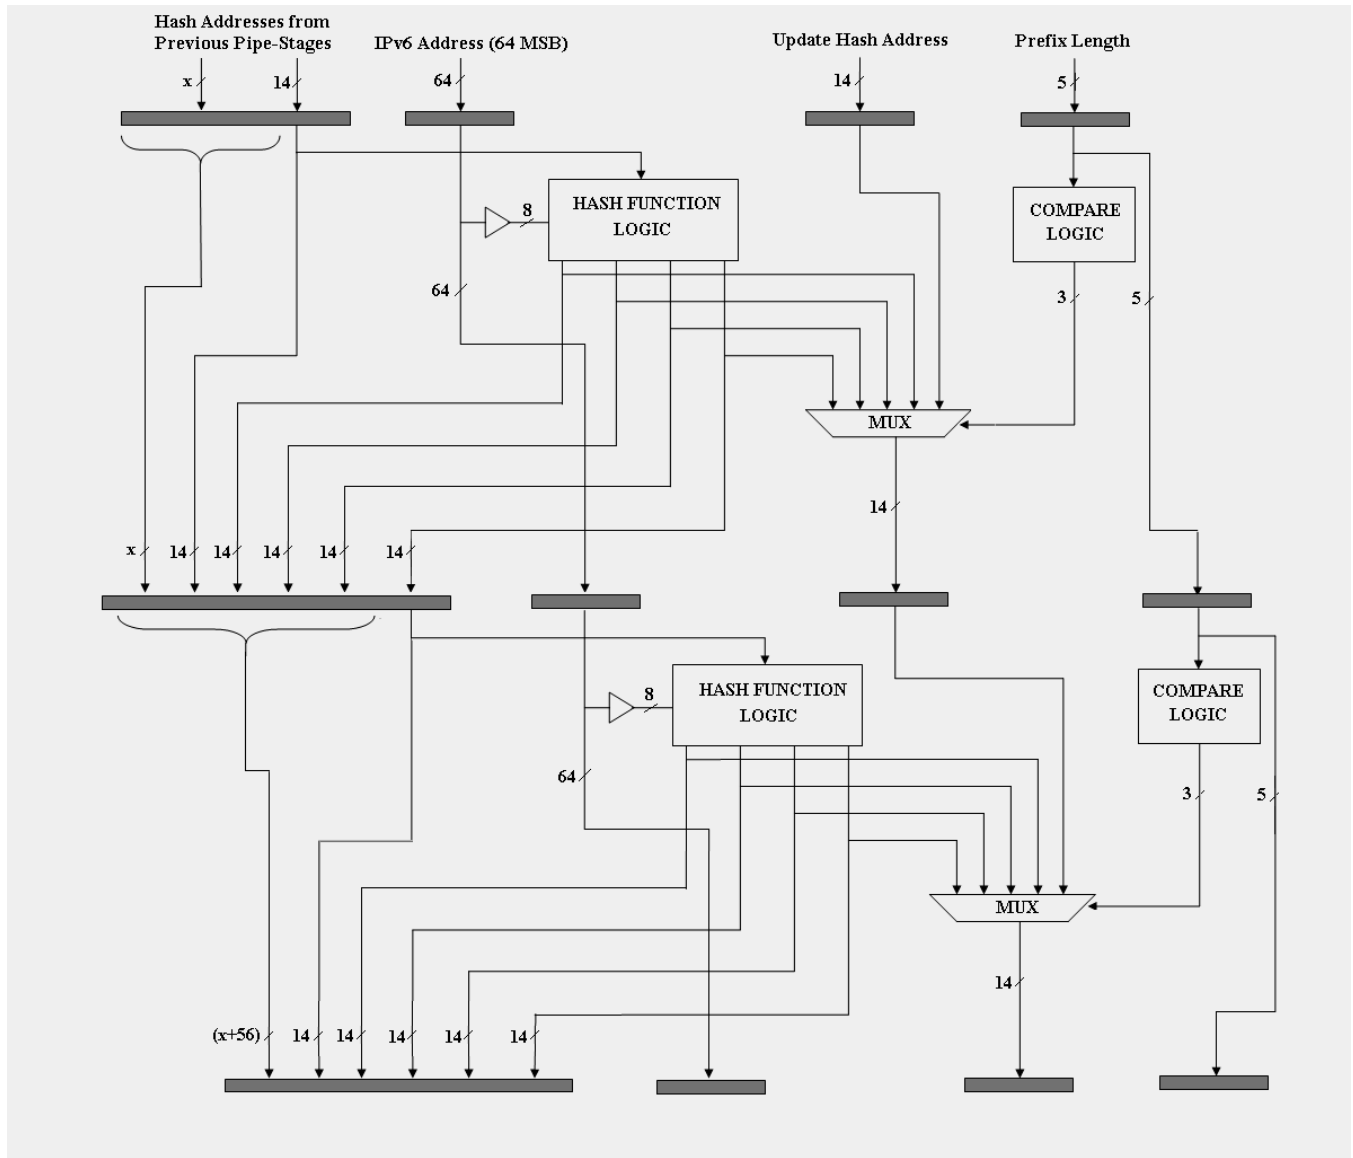 Hash Addresses from
Previous Pipe-Stages
IPv6 Address (64 MSB)
Update Hash Address
Prefix Length
x
14
64
14
5
HASH FUNCTION
LOGIC
8
COMPARE
LOGIC
64
3
5
MUX
14
x
14
14
14
14
14
HASH FUNCTION
LOGIC
8
COMPARE
LOGIC
64
3
5
MUX
14
(x+56)
14
14
14
14
14